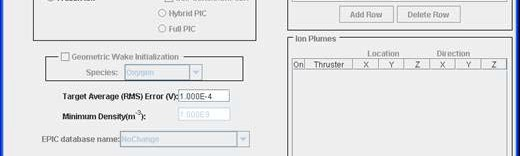 Hybrid PIC
Full PIC
Add Row Delete Row
Geometric Wake Initialization
Species: Oxygen
Target Average (RMS) Error (V): 1.000E-4
Minimum Density(m-3): 1.000E9
EPIC database name: NoChange
Ion Plumes
Location Direction
On Thruster X Y Z X Y Z